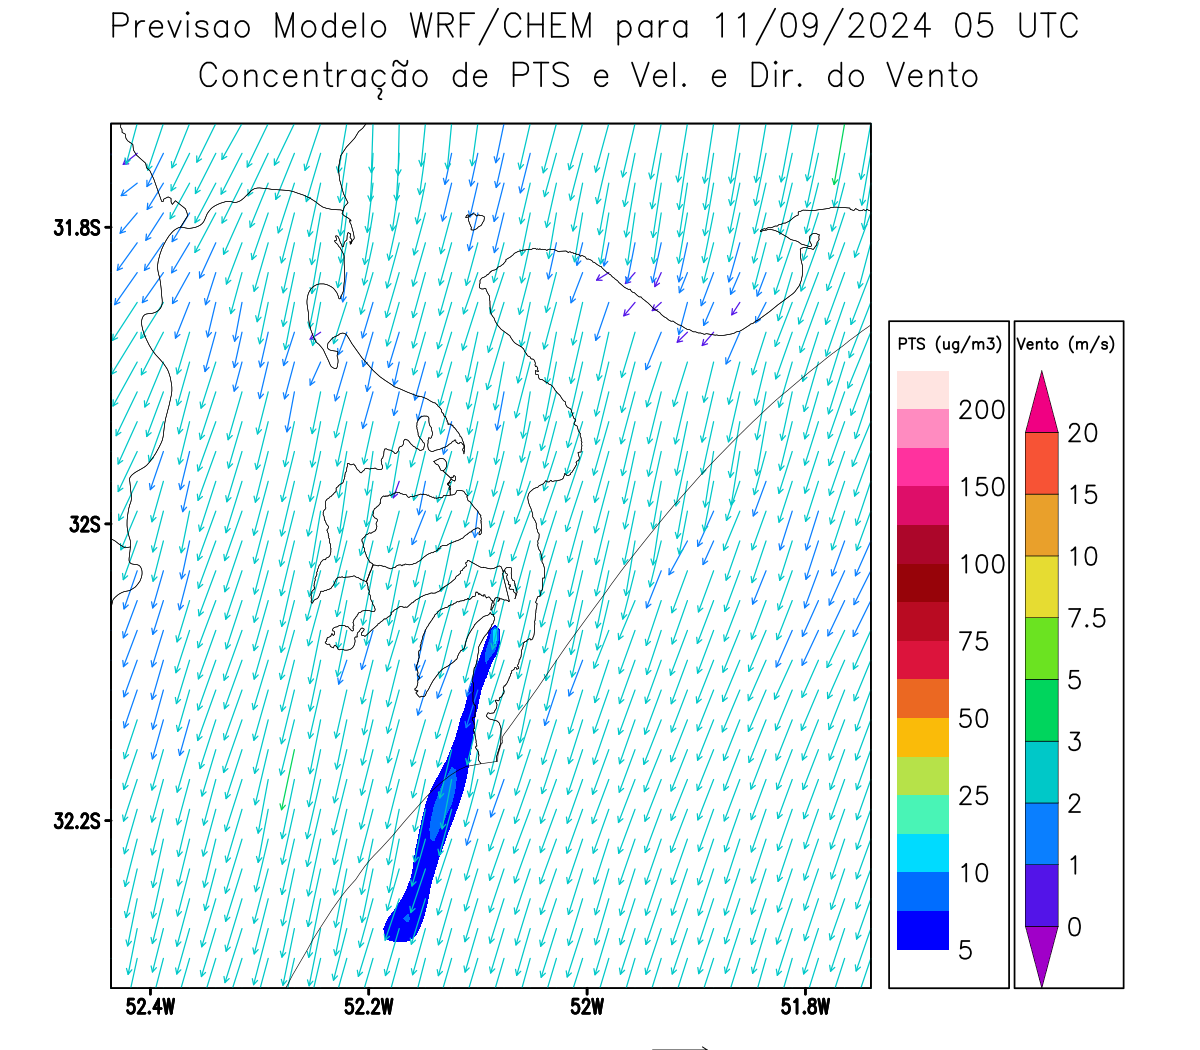 Previsao Modelo WRF/CHEM para 11/09/2024 05 UTC
Concentração de PTS e Vel. e Dir. do Vento
31.8S
32S
32.2S
52.4W 52.2W 52W 51.8W
PTS (ug/m3)
200
150
100
75
50
25
10
5
Vento (m/s)
20
15
10
7.5
5
3
2
1
0